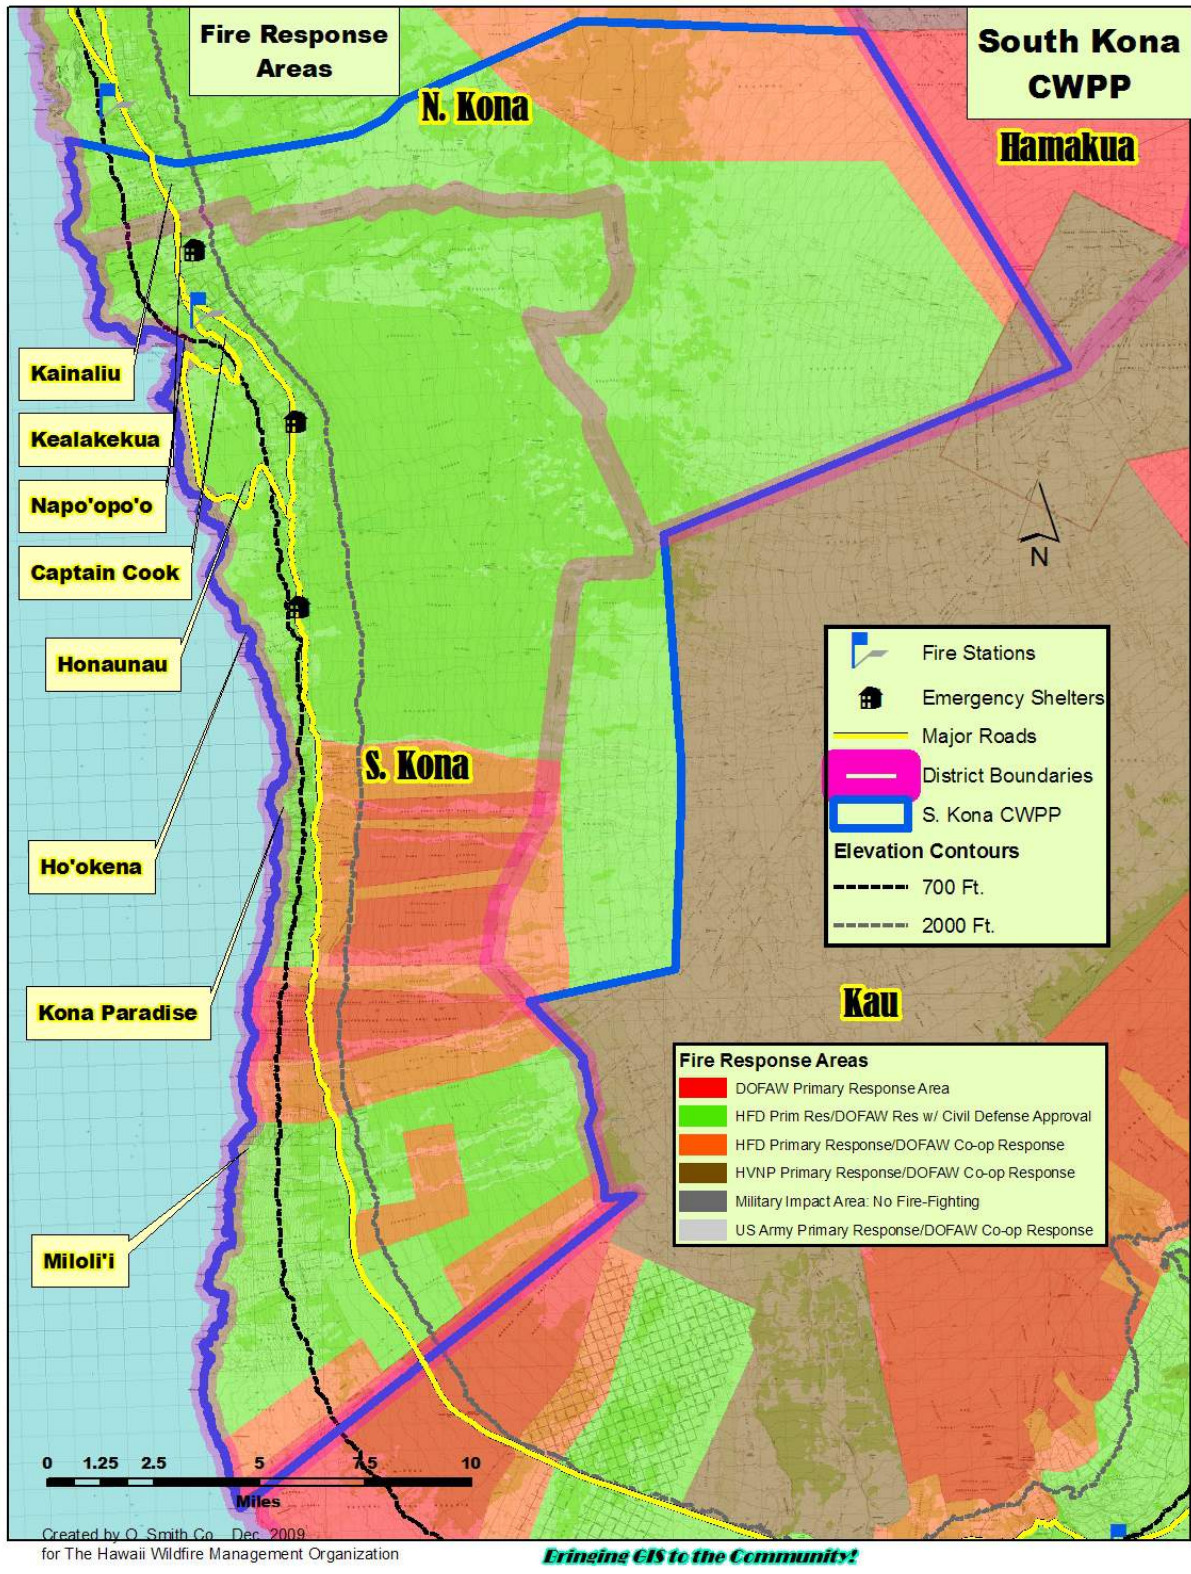 Fire Response
Areas
South Kona
CWPP
N. Kona
Hamakua
Kainaliu
Kealakekua
Napo'opo'o
Captain Cook
Honaunau
N
Fire Stations
Emergency Shelters
Major Roads
District Boundaries
S. Kona CWPP
Elevation Contours
700 Ft.
2000 Ft.
S. Kona
Ho'okena
Kona Paradise
Kau
Fire Response Areas
DOFAW Primary Response Area
HFD Prim Res/DOFAW Res w/ Civil Defense Approval
HFD Primary Response/DOFAW Co-op Response
HVNP Primary Response/DOFAW Co-op Response
Military Impact Area: No Fire-Fighting
US Army Primary Response/DOFAW Co-op Response
Miloli'i
0 1.25 2.5 5 7.5 10
Miles
Created by O. Smith Co. Dec. 2009
for The Hawaii Wildfire Management Organization
Bringing GIS to the Community!